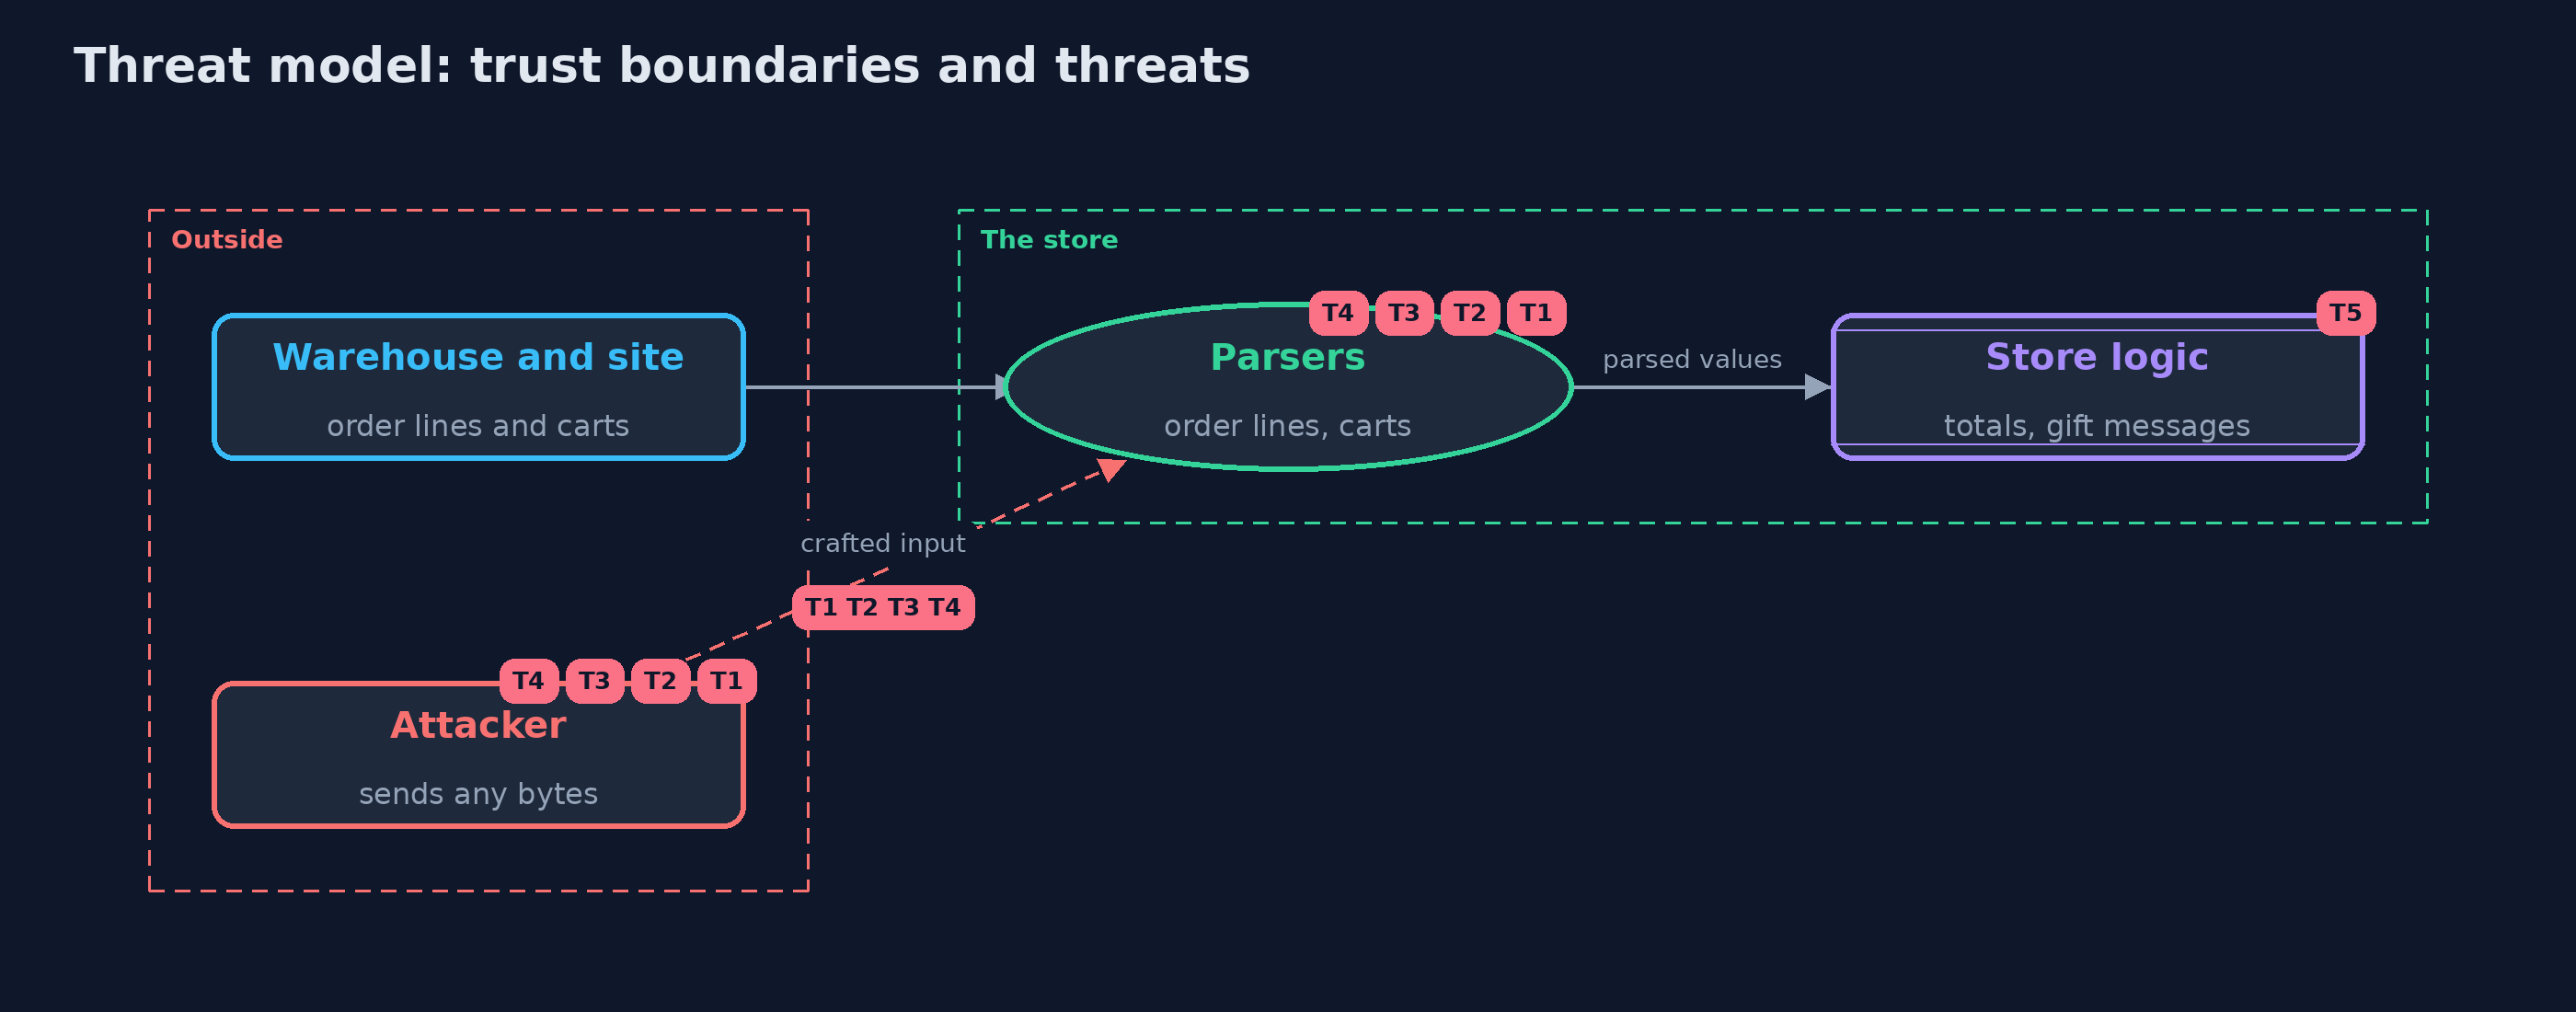 Threat model: trust boundaries and threats
Outside
The store
T4 T3 T2 T1
T5
Warehouse and site
order lines and carts
Parsers
order lines, carts
parsed values
Store logic
totals, gift messages
crafted input
T1 T2 T3 T4
T4 T3 T2 T1
Attacker
sends any bytes